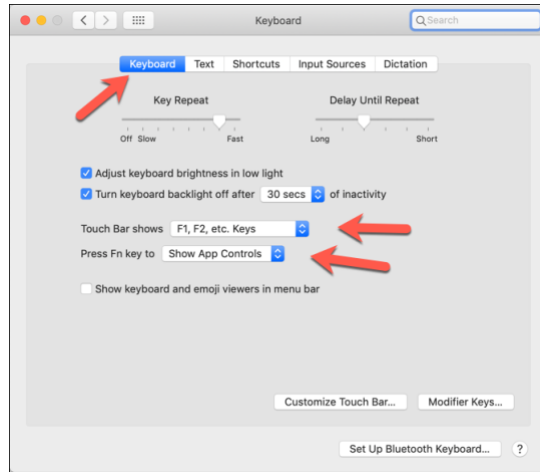 Keyboard
Search
Keyboard Text Shortcuts Input Sources Dictation
Key Repeat Delay Until Repeat
Off Slow Fast Long Short
Adjust keyboard brightness in low light
Turn keyboard backlight off after 30 secs of inactivity
Touch Bar shows F1, F2, etc. Keys
Press Fn key to Show App Controls
Show keyboard and emoji viewers in menu bar
Customize Touch Bar... Modifier Keys...
Set Up Bluetooth Keyboard... ?